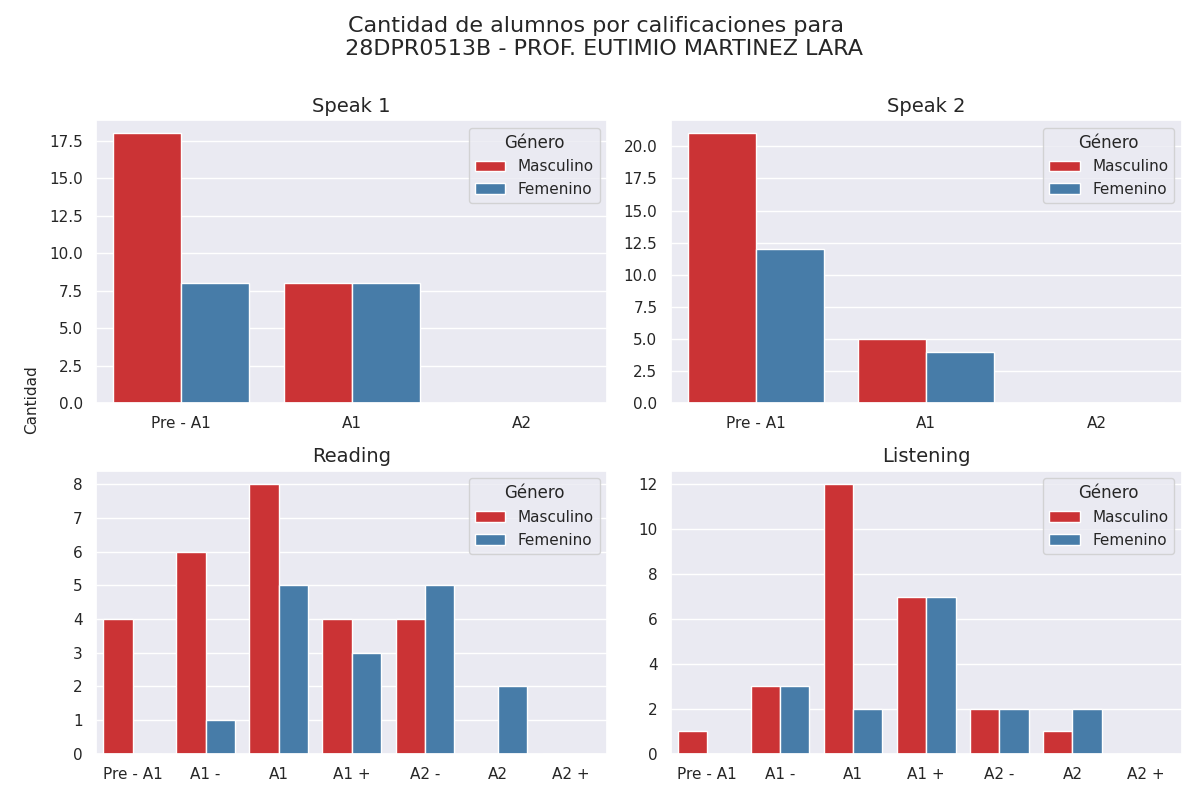 Cantidad de alumnos por calificaciones para
28DPR0513B - PROF. EUTIMIO MARTINEZ LARA
Cantidad
Speak 1
17.5
15.0
12.5
10.0
7.5
5.0
2.5
0.0
Género
Masculino
Femenino
Pre - A1 A1 A2
Speak 2
20.0
17.5
15.0
12.5
10.0
7.5
5.0
2.5
0.0
Género
Masculino
Femenino
Pre - A1 A1 A2
Reading
8
7
6
5
4
3
2
1
0
Género
Masculino
Femenino
Pre - A1 A1 - A1 A1 + A2 - A2 A2 +
Listening
12
10
8
6
4
2
0
Género
Masculino
Femenino
Pre - A1 A1 - A1 A1 + A2 - A2 A2 +